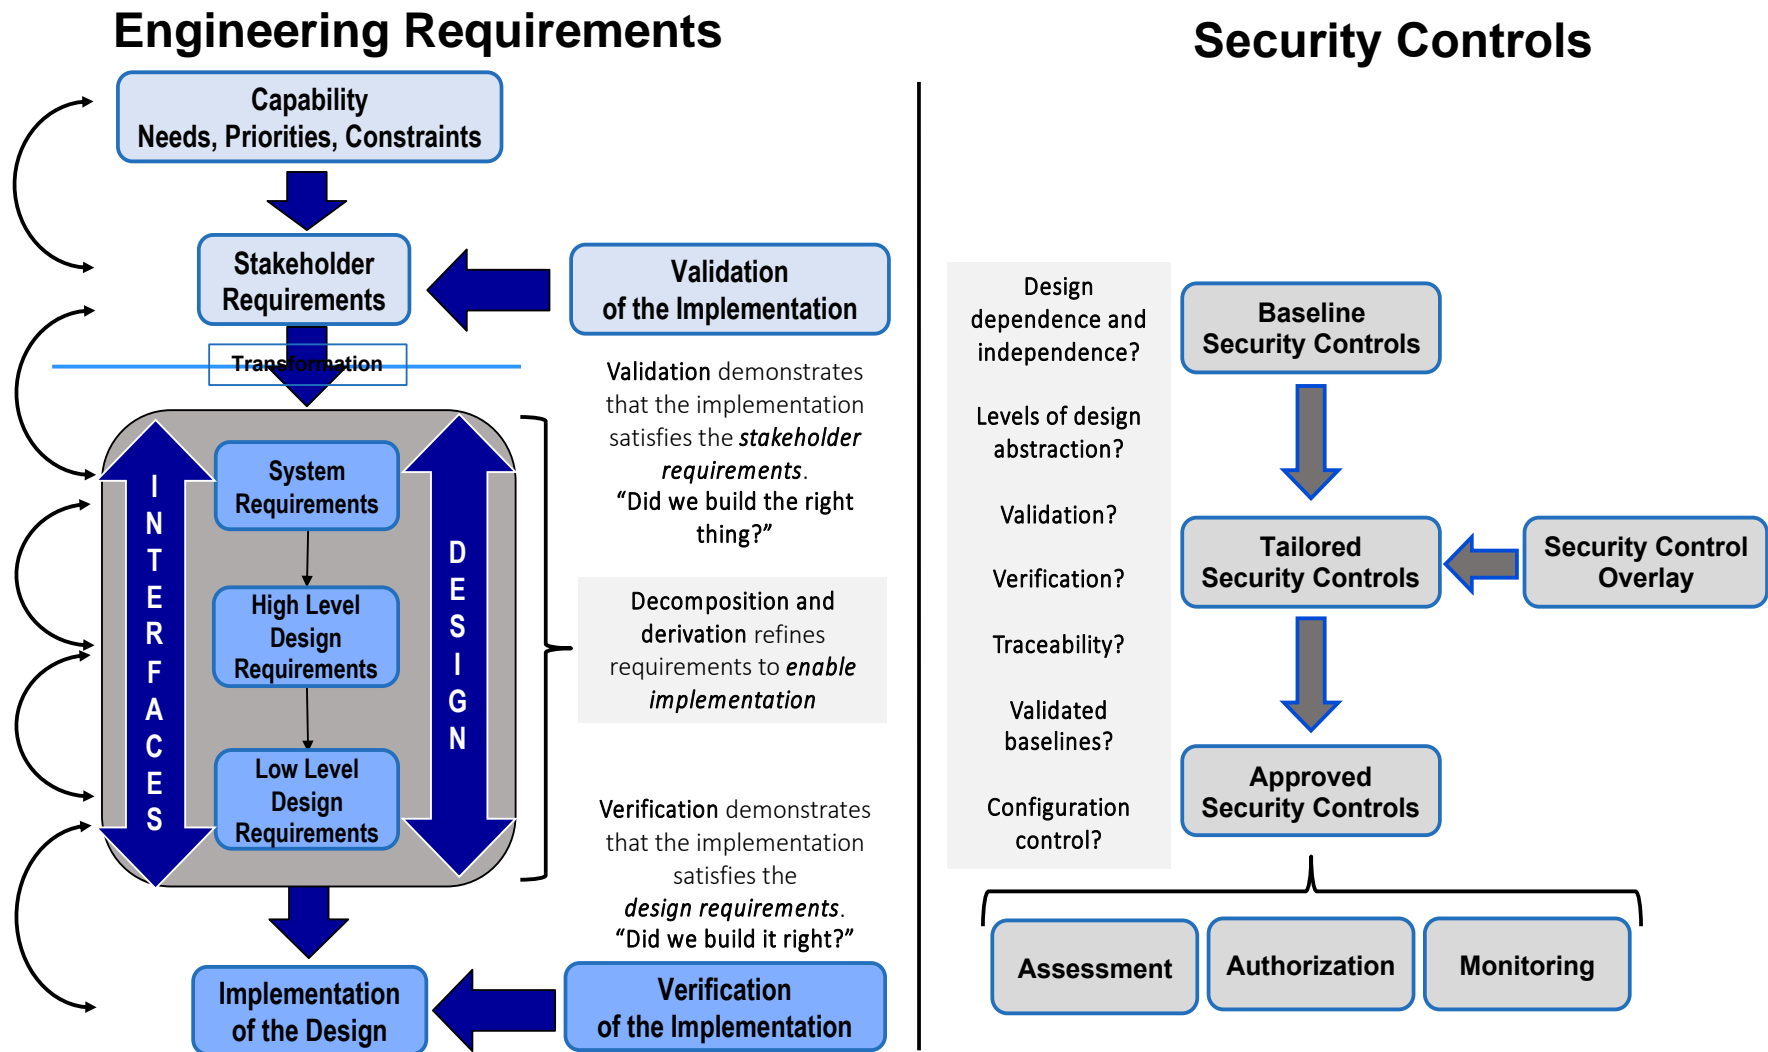 Engineering Requirements
Capability
Needs, Priorities, Constraints
Stakeholder
Requirements
Validation
of the Implementation
Transformation
Validation demonstrates
that the implementation
satisfies the stakeholder
requirements.
“Did we build the right
thing?”
INTERFACES
System
Requirements
High Level
Design
Requirements
Low Level
Design
Requirements
DESIGN
Decomposition and
derivation refines
requirements to enable
implementation
Verification demonstrates
that the implementation
satisfies the
design requirements.
“Did we build it right?”
Implementation
of the Design
Verification
of the Implementation
Security Controls
Design
dependence and
independence?
Levels of design
abstraction?
Validation?
Verification?
Traceability?
Validated
baselines?
Configuration
control?
Baseline
Security Controls
Tailored
Security Controls
Security Control
Overlay
Approved
Security Controls
Assessment
Authorization
Monitoring